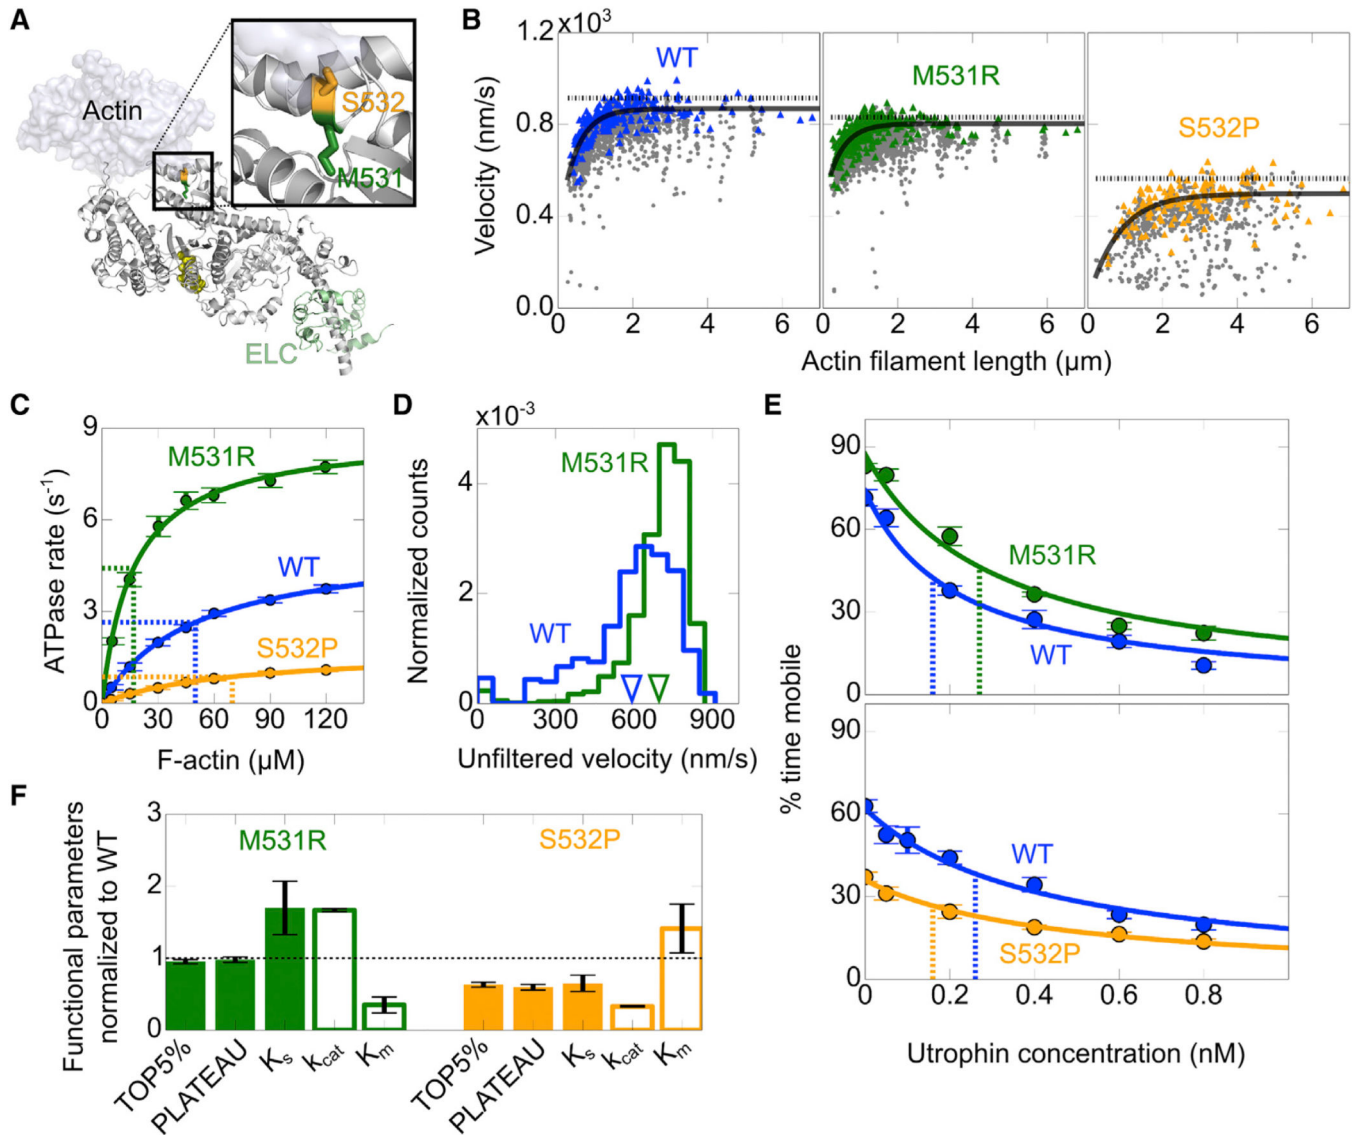 A
Actin
S532
M531
ELC
B
1.2 x10³
0.8
0.4
0.0
Velocity (nm/s)
WT
M531R
S532P
0 2 4 6 0 2 4 6 0 2 4 6
Actin filament length (µm)
C
9
6
3
0
ATPase rate (s⁻¹)
M531R
WT
S532P
0 30 60 90 120
F-actin (µM)
D
x10⁻³
4
2
0
Normalized counts
M531R
WT
0 300 600 900
Unfiltered velocity (nm/s)
E
90
60
30
0
M531R
WT
90
60
30
0
WT
S532P
% time mobile
0 0.2 0.4 0.6 0.8
Utrophin concentration (nM)
F
Functional parameters
normalized to WT
3
2
1
0
M531R
S532P
TOP5% PLATEAU Kₛ kcat Kₘ TOP5% PLATEAU Kₛ kcat Kₘ